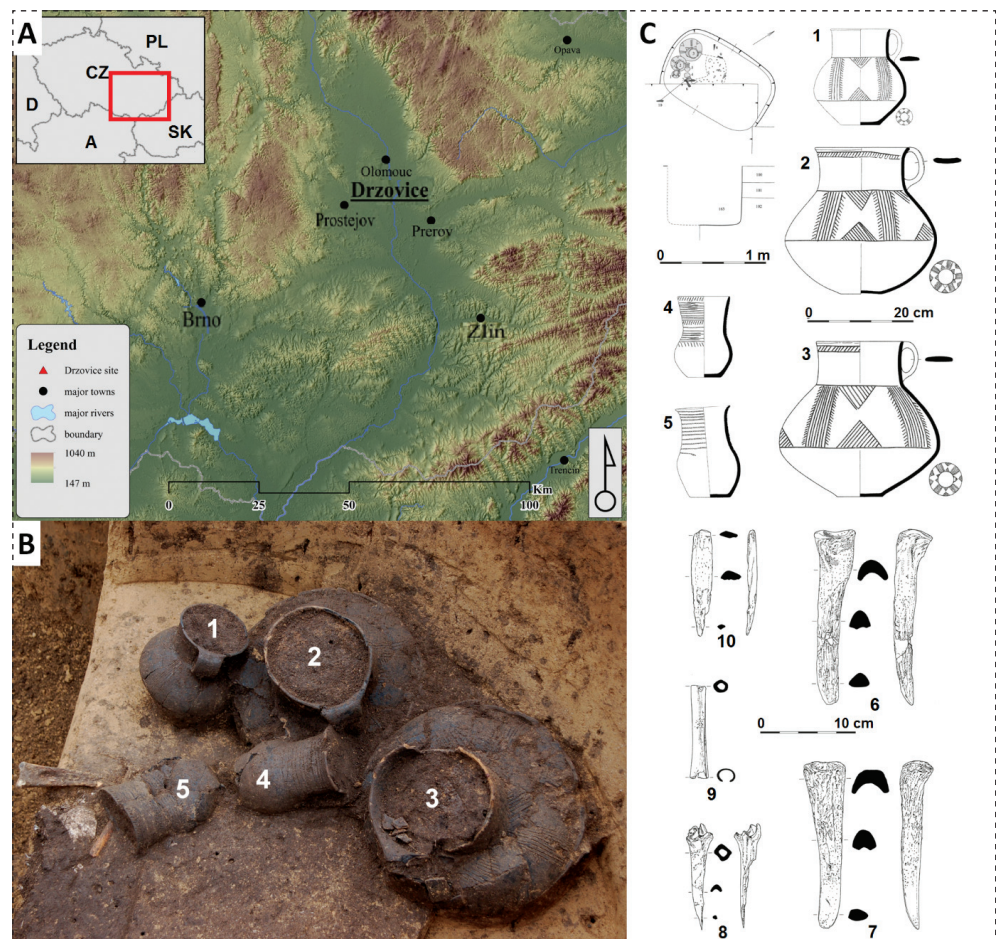 A
PL
CZ
D
A
SK
Opava
Olomouc
Drzovice
Prostejov
Prerov
Brno
Zlin
Trencin
Legend
Drzovice site
major towns
major rivers
boundary
1040 m
147 m
Km
0 25 50 100
B
1
2
3
4
5
C
0 1 m
1
2
0 20 cm
3
4
5
10
6
0 10 cm
9
8
7